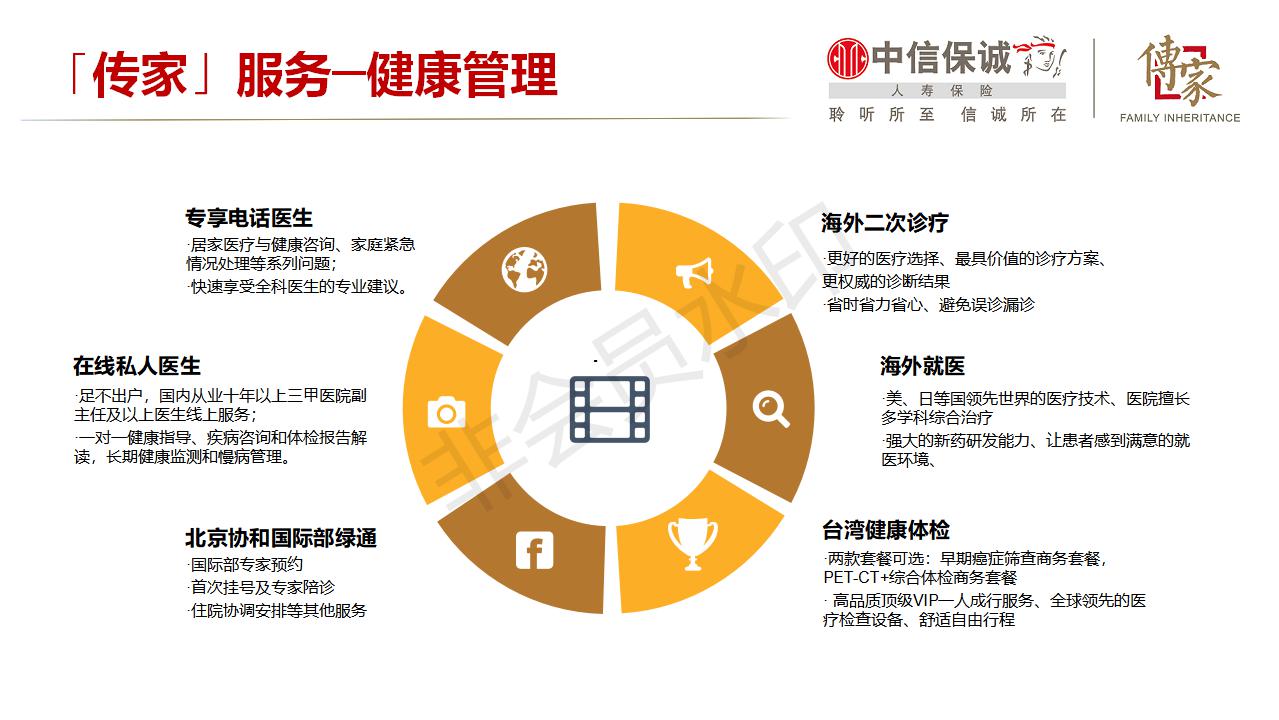 「传家」服务—健康管理
中信保诚
人寿保险
聆听所至 信诚所在
傳家
FAMILY INHERITANCE
专享电话医生
·居家医疗与健康咨询、家庭紧急
情况处理等系列问题；
·快速享受全科医生的专业建议。
在线私人医生
·足不出户，国内从业十年以上三甲医院副
主任及以上医生线上服务；
·一对一健康指导、疾病咨询和体检报告解
读，长期健康监测和慢病管理。
北京协和国际部绿通
·国际部专家预约
·首次挂号及专家陪诊
·住院协调安排等其他服务
海外二次诊疗
·更好的医疗选择、最具价值的诊疗方案、
更权威的诊断结果
·省时省力省心、避免误诊漏诊
海外就医
·美、日等国领先世界的医疗技术、医院擅长
多学科综合治疗
·强大的新药研发能力、让患者感到满意的就
医环境、
台湾健康体检
·两款套餐可选：早期癌症筛查商务套餐，
PET-CT+综合体检商务套餐
· 高品质顶级VIP一人成行服务、全球领先的医
疗检查设备、舒适自由行程
非会员水印